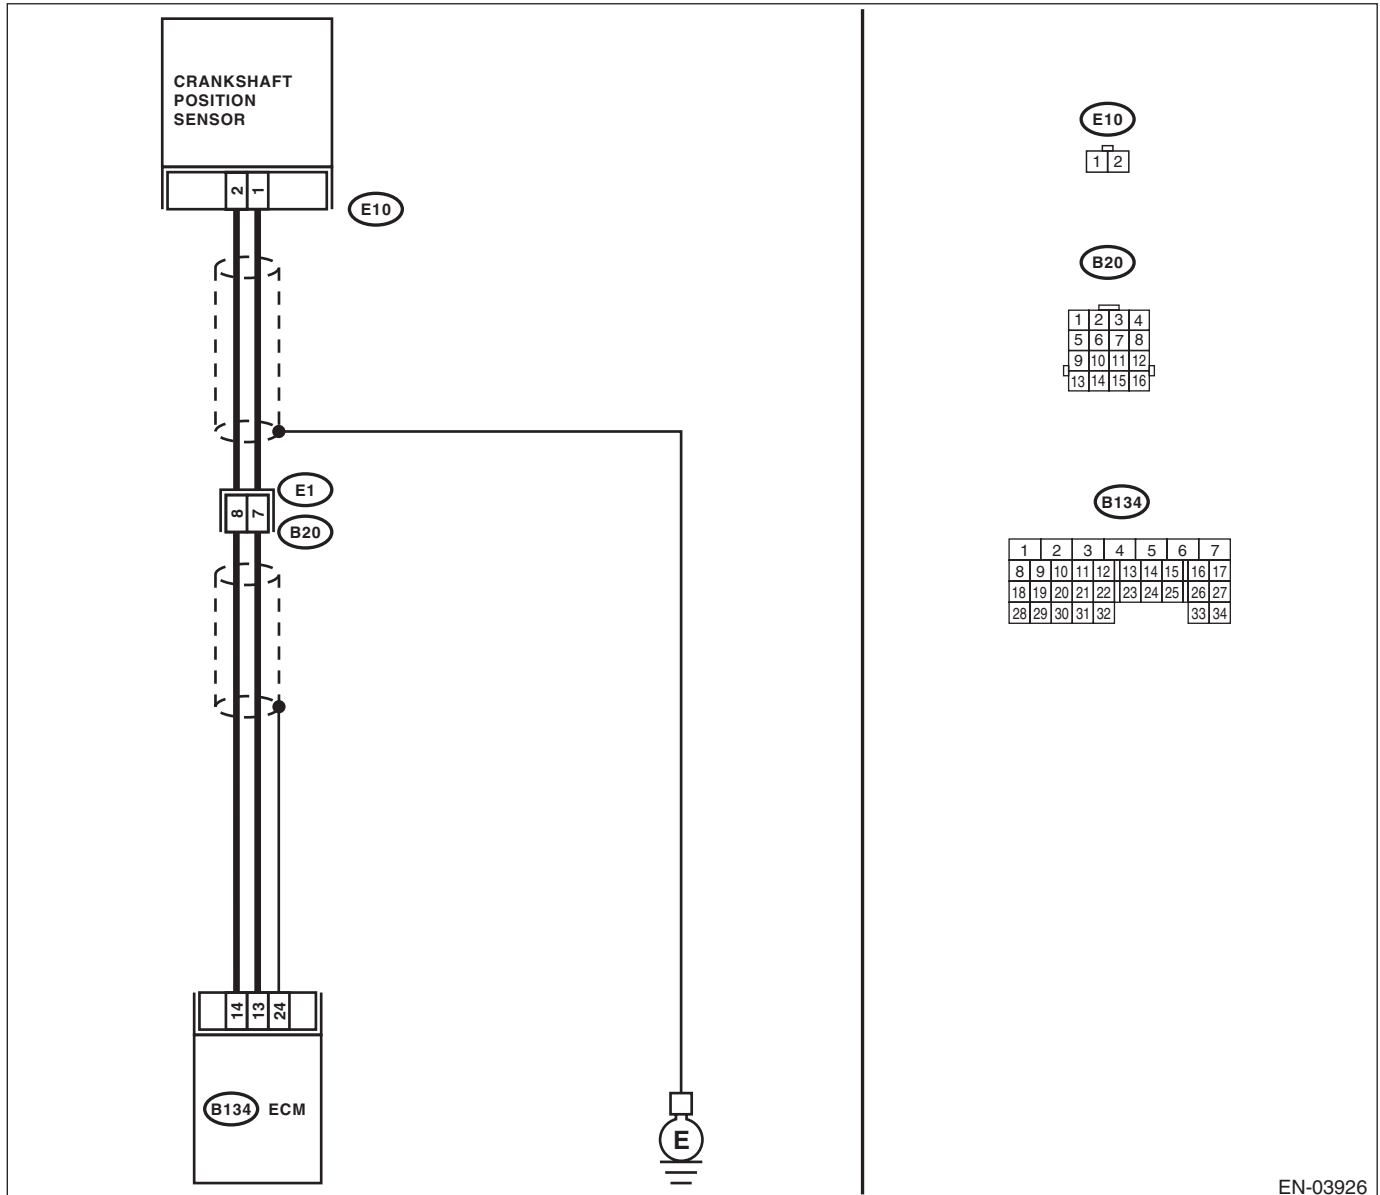 CRANKSHAFT
POSITION
SENSOR
2 1
E10
E1
8 7
B20
14 13 24
B134 ECM
E
E10
1 2
B20
1 2 3 4
5 6 7 8
9 10 11 12
13 14 15 16
B134
1 2 3 4 5 6 7
8 9 10 11 12 13 14 15 16 17
18 19 20 21 22 23 24 25 26 27
28 29 30 31 32 33 34
EN-03926